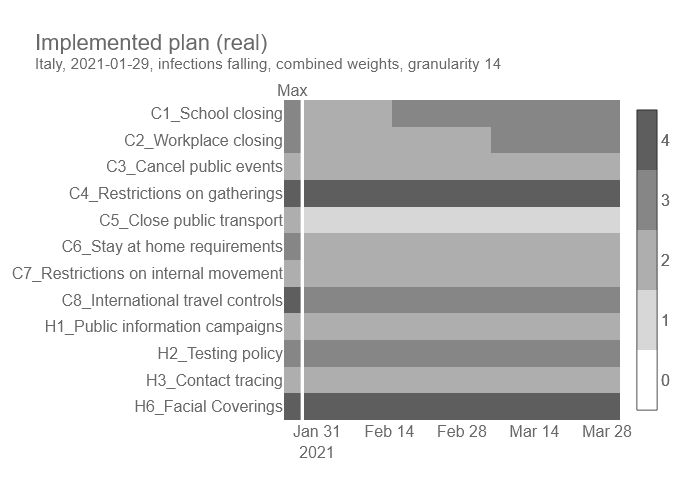 Implemented plan (real)
Italy, 2021-01-29, infections falling, combined weights, granularity 14
Max
C1_School closing
C2_Workplace closing
C3_Cancel public events
C4_Restrictions on gatherings
C5_Close public transport
C6_Stay at home requirements
C7_Restrictions on internal movement
C8_International travel controls
H1_Public information campaigns
H2_Testing policy
H3_Contact tracing
H6_Facial Coverings
Jan 31 Feb 14 Feb 28 Mar 14 Mar 28
2021
4
3
2
1
0